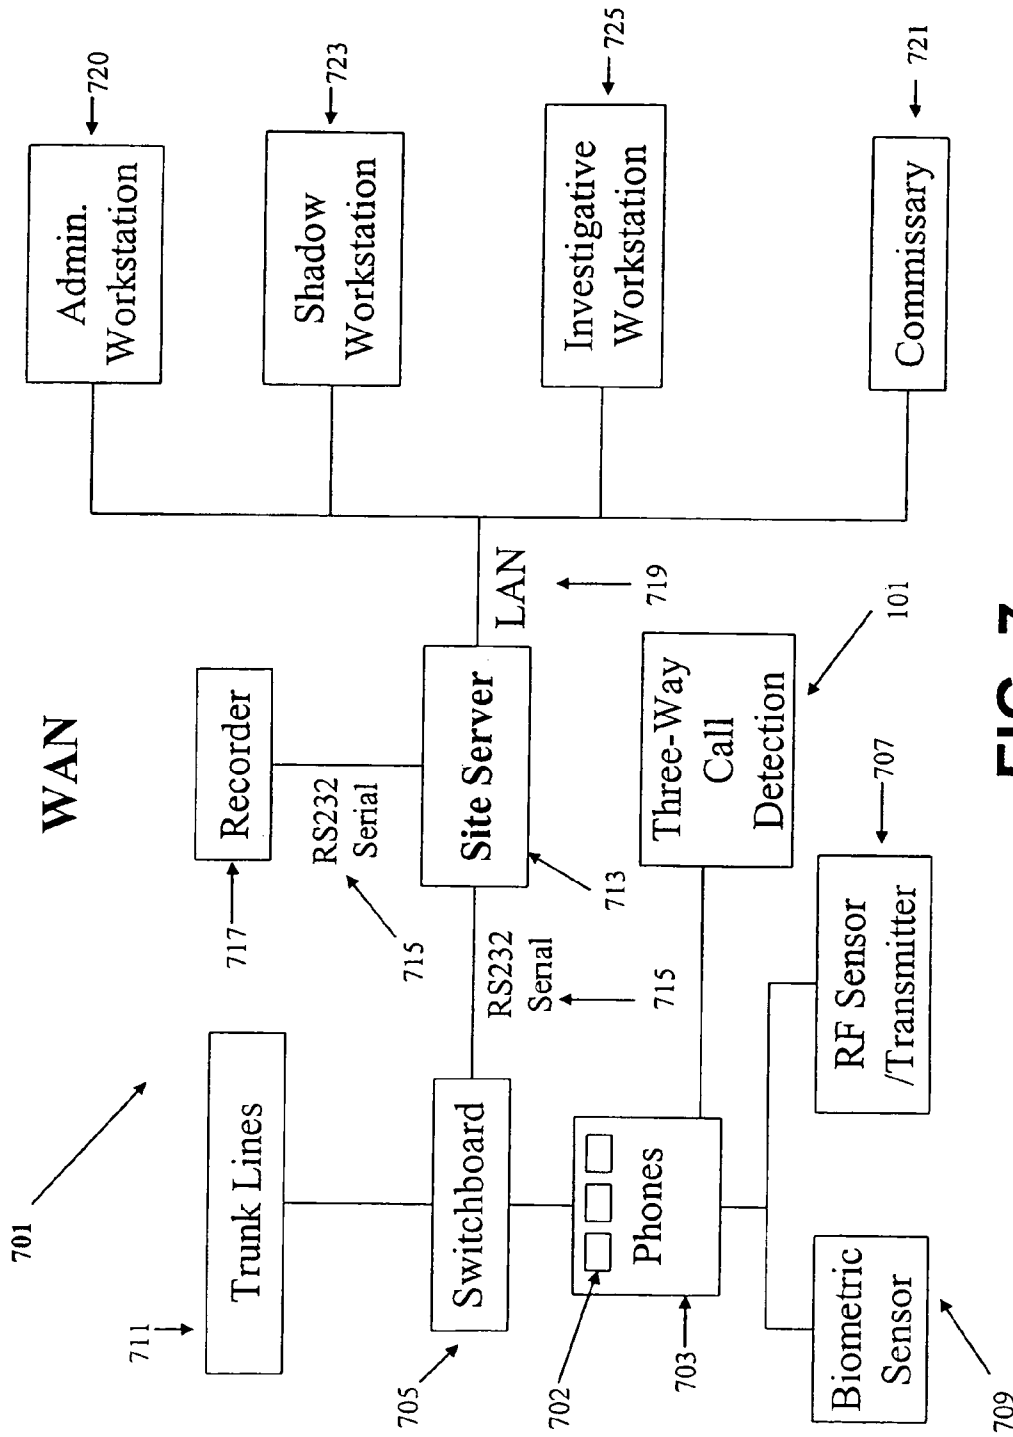 WAN
701
711
Trunk Lines
717
Recorder
RS232
Serial
715
705
Switchboard
RS232
Serial
715
Site Server
713
LAN
719
702
703
Phones
Three-Way
Call
Detection
101
709
Biometric
Sensor
RF Sensor
/Transmitter
707
Admin.
Workstation
720
Shadow
Workstation
723
Investigative
Workstation
725
Commissary
721